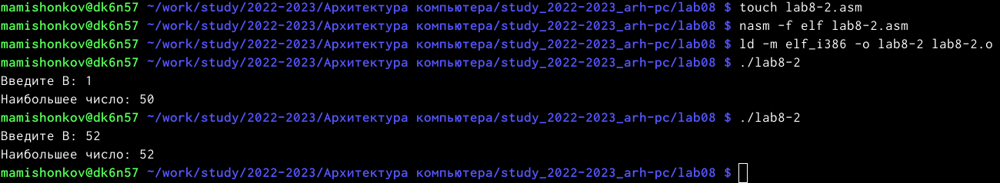 mamishonkov@dk6n57 ~/work/study/2022-2023/Архитектура компьютера/study_2022-2023_arh-pc/lab08 $ touch lab8-2.asm
mamishonkov@dk6n57 ~/work/study/2022-2023/Архитектура компьютера/study_2022-2023_arh-pc/lab08 $ nasm -f elf lab8-2.asm
mamishonkov@dk6n57 ~/work/study/2022-2023/Архитектура компьютера/study_2022-2023_arh-pc/lab08 $ ld -m elf_i386 -o lab8-2 lab8-2.o
mamishonkov@dk6n57 ~/work/study/2022-2023/Архитектура компьютера/study_2022-2023_arh-pc/lab08 $ ./lab8-2
Введите B: 1
Наибольшее число: 50
mamishonkov@dk6n57 ~/work/study/2022-2023/Архитектура компьютера/study_2022-2023_arh-pc/lab08 $ ./lab8-2
Введите B: 52
Наибольшее число: 52
mamishonkov@dk6n57 ~/work/study/2022-2023/Архитектура компьютера/study_2022-2023_arh-pc/lab08 $